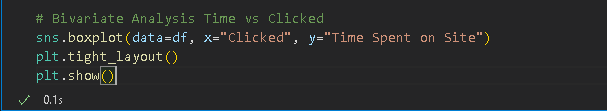 # Bivariate Analysis Time vs Clicked
sns.boxplot(data=df, x="Clicked", y="Time Spent on Site")
plt.tight_layout()
plt.show()
0.1s